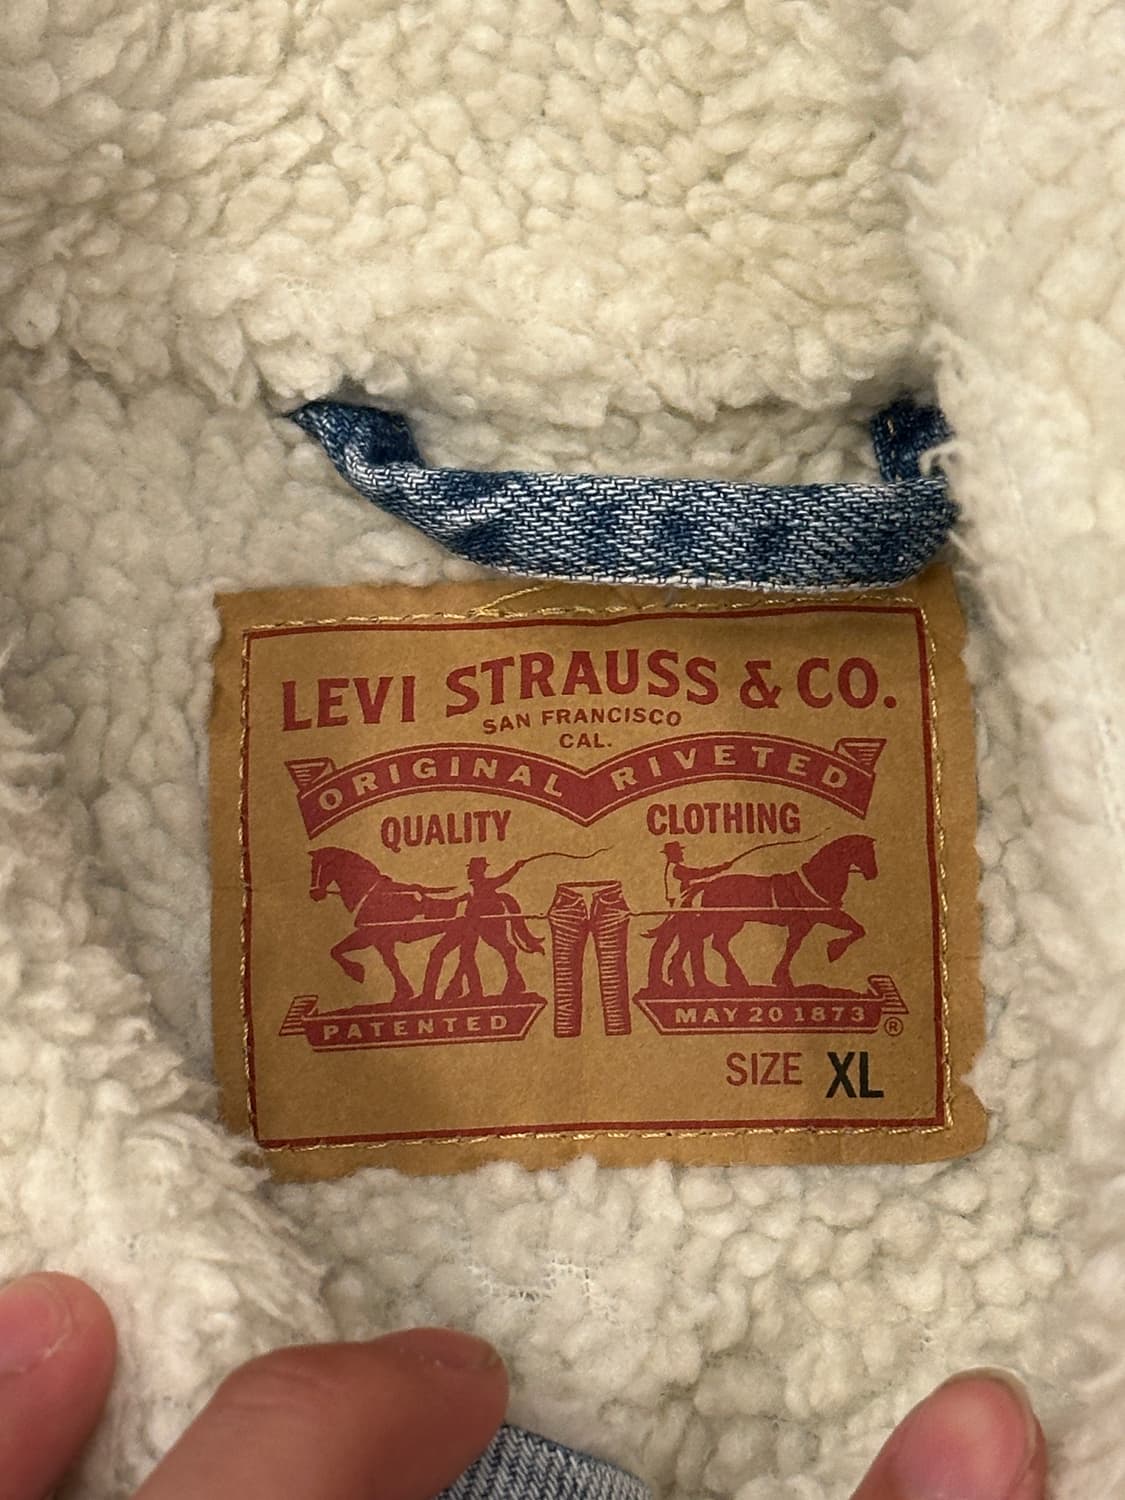 LEVI STRAUSS & CO.
SAN FRANCISCO
CAL.
ORIGINAL RIVETED
QUALITY CLOTHING
PATENTED MAY 20 1873 ®
SIZE XL